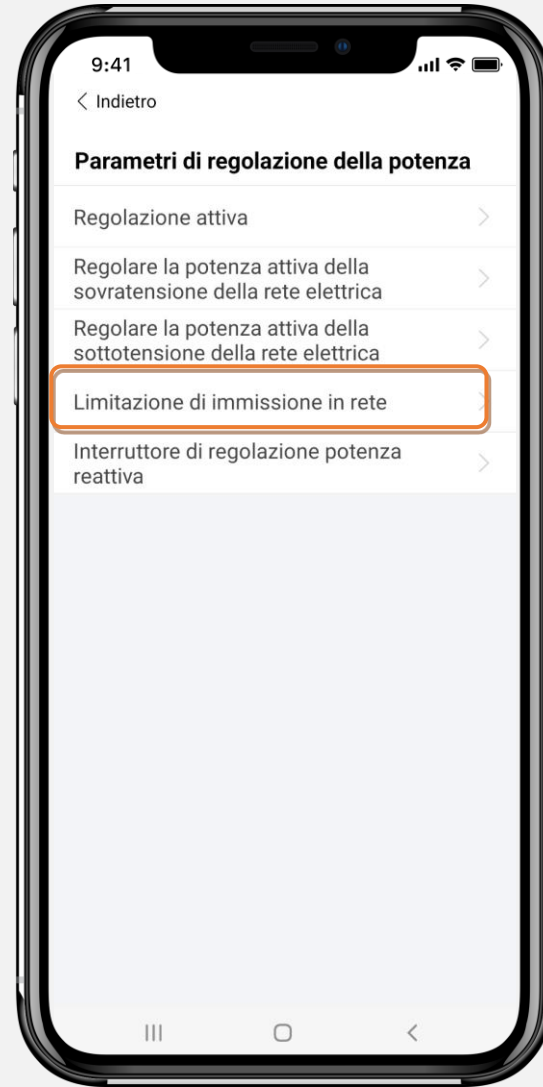 9:41
Indietro
Parametri di regolazione della potenza
Regolazione attiva
Regolare la potenza attiva della
sovratensione della rete elettrica
Regolare la potenza attiva della
sottotensione della rete elettrica
Limitazione di immissione in rete
Interruttore di regolazione potenza
reattiva